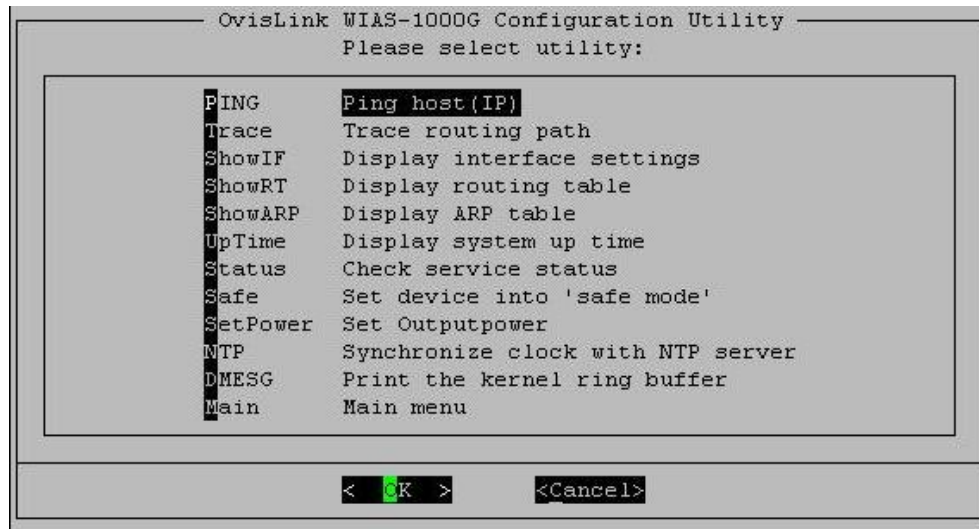 OvisLink WIAS-1000G Configuration Utility
Please select utility:
PING Ping host(IP)
Trace Trace routing path
ShowIF Display interface settings
ShowRT Display routing table
ShowARP Display ARP table
UpTime Display system up time
Status Check service status
Safe Set device into 'safe mode'
SetPower Set Outputpower
NTP Synchronize clock with NTP server
DMESG Print the kernel ring buffer
Main Main menu
< OK > <Cancel>